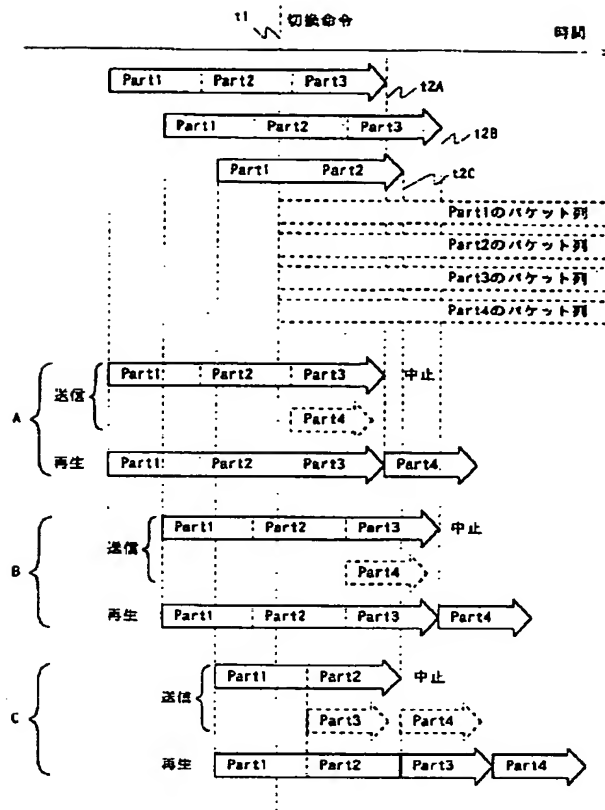 t1 切換命令 時間
Part1 Part2 Part3 t2A
Part1 Part2 Part3 t2B
Part1 Part2 t2C
Part1のパケット列
Part2のパケット列
Part3のパケット列
Part4のパケット列
A 送信 Part1 Part2 Part3 中止
Part4
再生 Part1 Part2 Part3 Part4
B 送信 Part1 Part2 Part3 中止
Part4
再生 Part1 Part2 Part3 Part4
C 送信 Part1 Part2 中止
Part3 Part4
再生 Part1 Part2 Part3 Part4